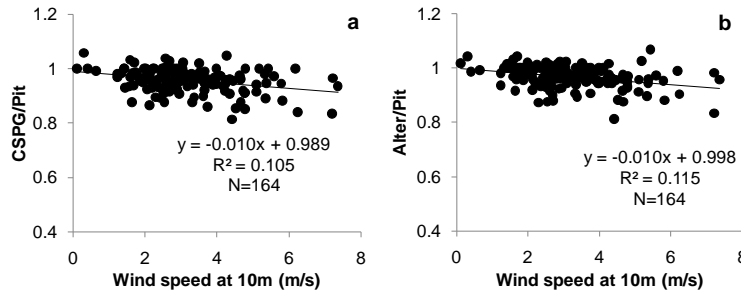 a
1.2
1
0.8
0.6
0.4
CSPG/Pit
y = -0.010x + 0.989
R² = 0.105
N=164
0 2 4 6 8
Wind speed at 10m (m/s)
b
1.2
1
0.8
0.6
0.4
Alter/Pit
y = -0.010x + 0.998
R² = 0.115
N=164
0 2 4 6 8
Wind speed at 10m (m/s)